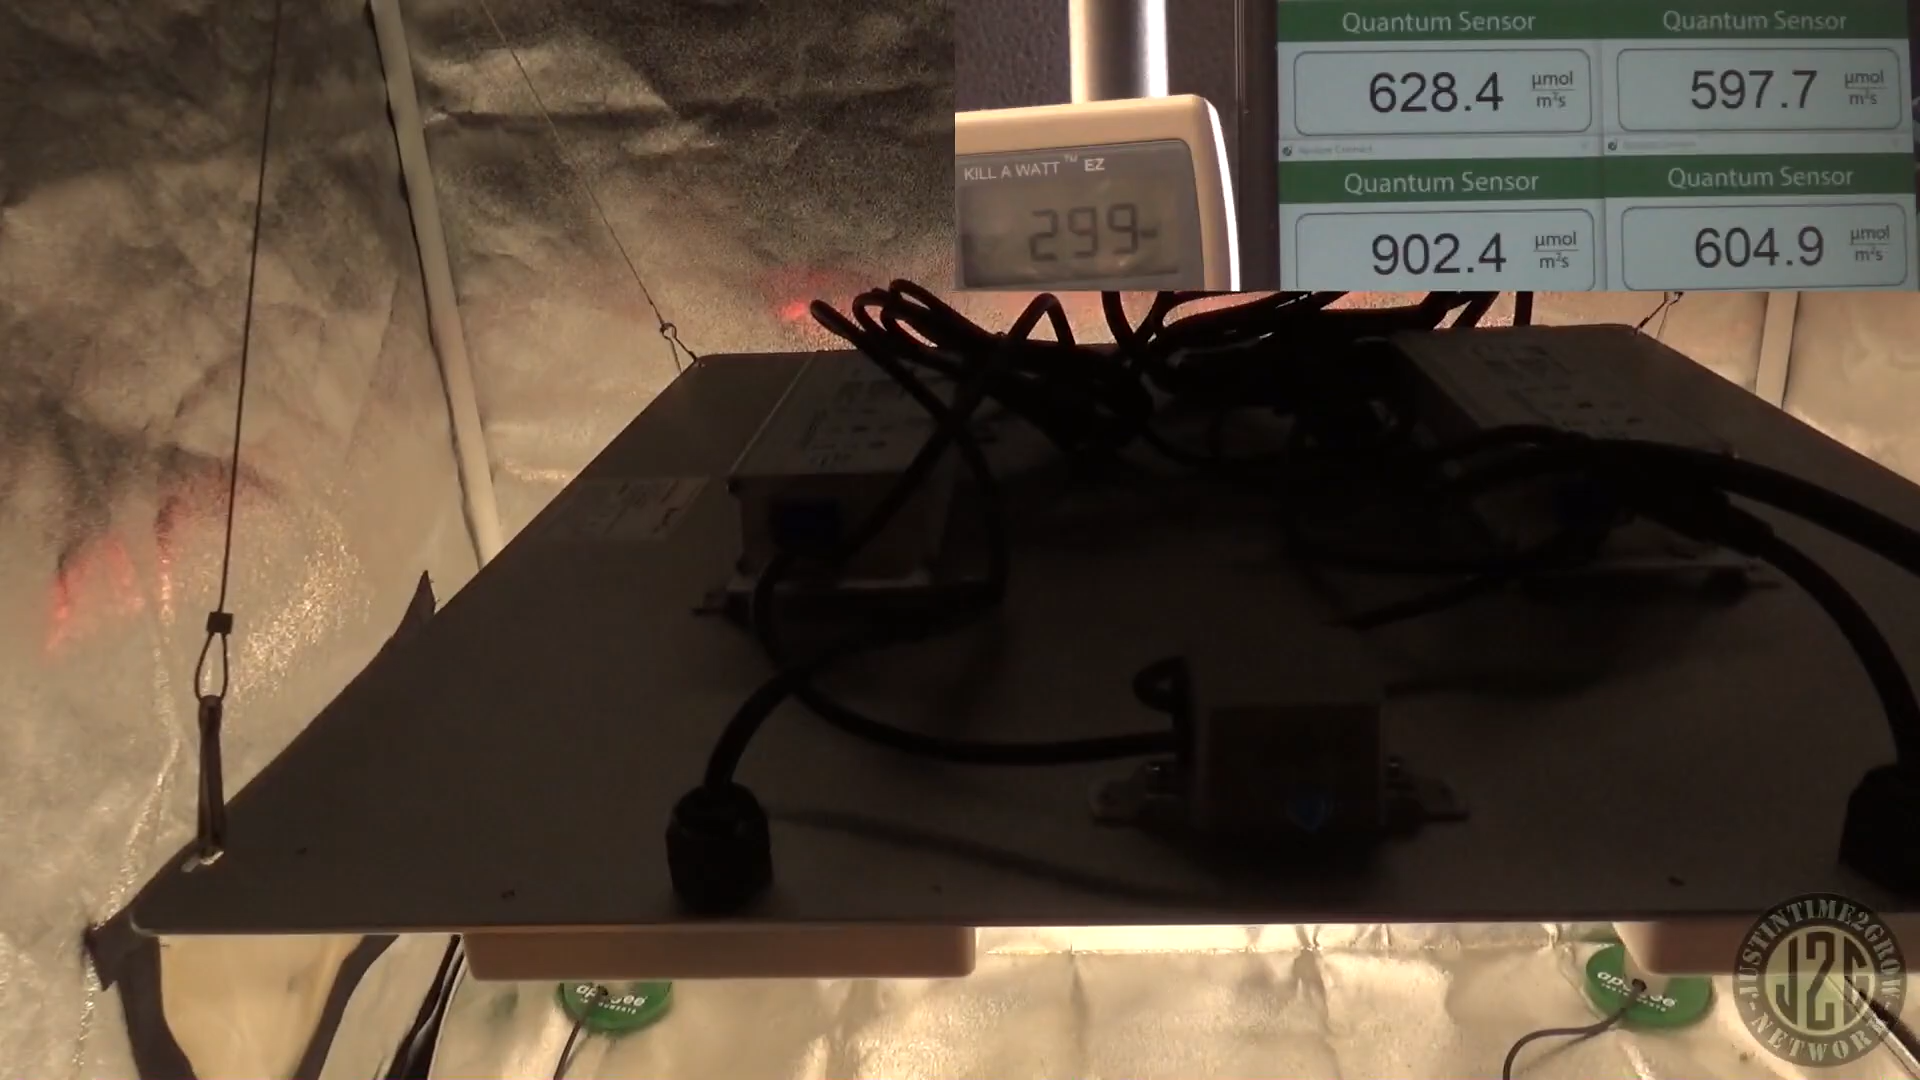 Quantum Sensor
Quantum Sensor
628.4 µmol
m²s
597.7 µmol
m²s
KILL A WATT™ EZ
299
Quantum Sensor
Quantum Sensor
902.4 µmol
m²s
604.9 µmol
m²s
apogee
INSTRUMENTS
JUSTINTIME2GROW
J2G
NETWORK